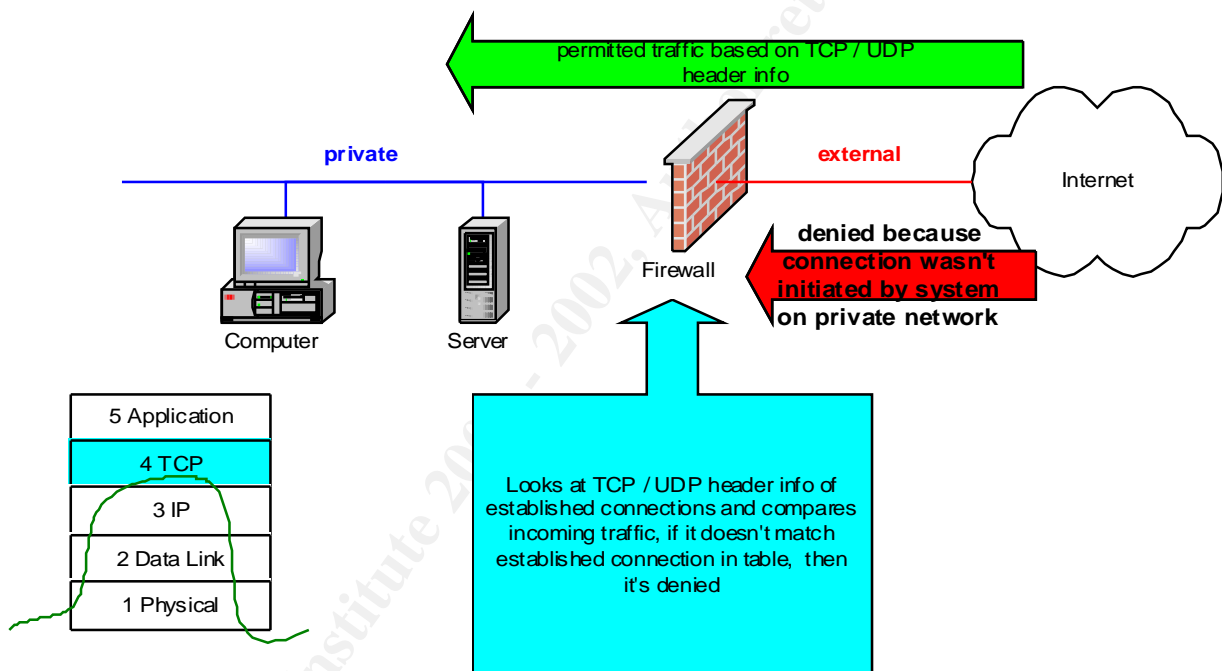 permitted traffic based on TCP / UDP
header info
private
external
Internet
Firewall
denied because
connection wasn't
initiated by system
on private network
Computer
Server
5 Application
4 TCP
3 IP
2 Data Link
1 Physical
Looks at TCP / UDP header info of
established connections and compares
incoming traffic, if it doesn't match
established connection in table, then
it's denied
nstitute 20 - 2002, A